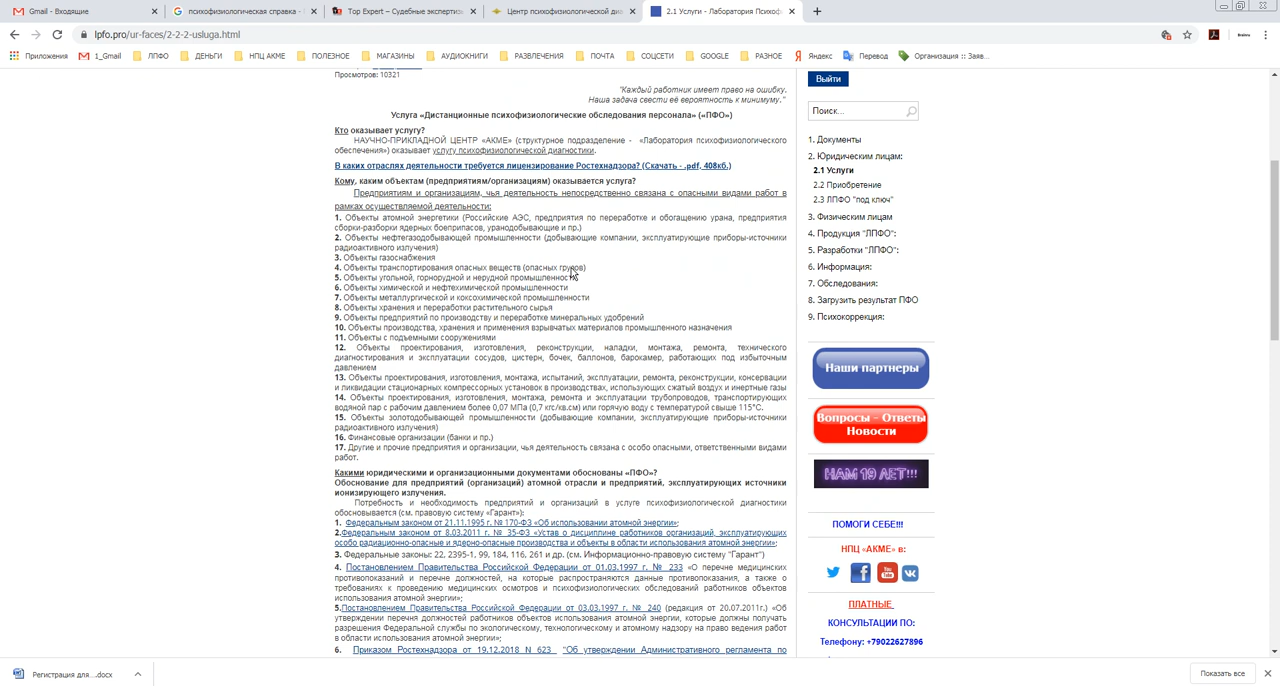 Gmail - Входящие
психофизиологическая справка -
Top Expert – Судебные экспертиз
Центр психофизиологической ди
2.1 Услуги - Лаборатория Психоф
lpfo.pro/ur-faces/2-2-2-usluga.html
Приложения
1_Gmail
ЛПФО
ДЕНЬГИ
НПЦ АКМЕ
ПОЛЕЗНОЕ
МАГАЗИНЫ
АУДИОКНИГИ
РАЗВЛЕЧЕНИЯ
ПОЧТА
СОЦСЕТИ
GOOGLE
РАЗНОЕ
Яндекс
Перевод
Организация :: Зая...
Просмотров: 10321
"Каждый работник имеет право на ошибку.
Наша задача свести её вероятность к минимуму."
Услуга «Дистанционные психофизиологические обследования персонала» («ПФО»)
Кто оказывает услугу?
НАУЧНО-ПРИКЛАДНОЙ ЦЕНТР «АКМЕ» (структурное подразделение - «Лаборатория психофизиологического
обеспечения») оказывает услугу психофизиологической диагностики.
В каких отраслях деятельности требуется лицензирование Ростехнадзора? (Скачать - .pdf, 408кб.)
Кому, каким объектам (предприятиям/организациям) оказывается услуга?
Предприятиям и организациям, чья деятельность непосредственно связана с опасными видами работ в
рамках осуществляемой деятельности:
1. Объекты атомной энергетики (Российские АЭС, предприятия по переработке и обогащению урана, предприятия
сборки-разборки ядерных боеприпасов, уранодобывающие и пр.)
2. Объекты нефтегазодобывающей промышленности (добывающие компании, эксплуатирующие приборы-источники
радиоактивного излучения)
3. Объекты газоснабжения
4. Объекты транспортирования опасных веществ (опасных грузов)
5. Объекты угольной, горнорудной и нерудной промышленности
6. Объекты химической и нефтехимической промышленности
7. Объекты металлургической и коксохимической промышленности
8. Объекты хранения и переработки растительного сырья
9. Объекты предприятий по производству и переработке минеральных удобрений
10. Объекты производства, хранения и применения взрывчатых материалов промышленного назначения
11. Объекты с подъемными сооружениями
12. Объекты проектирования, изготовления, реконструкции, наладки, монтажа, ремонта, технического
диагностирования и эксплуатации сосудов, цистерн, бочек, баллонов, барокамер, работающих под избыточным
давлением
13. Объекты проектирования, изготовления, монтажа, испытаний, эксплуатации, ремонта, реконструкции, консервации
и ликвидации стационарных компрессорных установок в производствах, использующих сжатый воздух и инертные газы
14. Объекты проектирования, изготовления, монтажа, ремонта и эксплуатации трубопроводов, транспортирующих
водяной пар с рабочим давлением более 0,07 МПа (0,7 кгс/кв.см) или горячую воду с температурой свыше 115°С.
15. Объекты золотодобывающей промышленности (добывающие компании, эксплуатирующие приборы-источники
радиоактивного излучения)
16. Финансовые организации (банки и пр.)
17. Другие и прочие предприятия и организации, чья деятельность связана с особо опасными, ответственными видами
работ.
Какими юридическими и организационными документами обоснованы «ПФО»?
Обоснование для предприятий (организаций) атомной отрасли и предприятий, эксплуатирующих источники
ионизирующего излучения.
Потребность и необходимость предприятий и организаций в услуге психофизиологической диагностики
обосновывается (см. правовую систему «Гарант»):
1. Федеральным законом от 21.11.1995 г. № 170-ФЗ «Об использовании атомной энергии»;
2.Федеральным законом от 8.03.2011 г. № 35-ФЗ «Устав о дисциплине работников организаций, эксплуатирующих
особо радиационно-опасные и ядерно-опасные производства и объекты в области использования атомной энергии»;
3. Федеральные законы: 22, 2395-1, 99, 184, 116, 261 и др. (см. Информационно-правовую систему "Гарант")
4. Постановлением Правительства Российской Федерации от 01.03.1997 г. № 233 «О перечне медицинских
противопоказаний и перечне должностей, на которые распространяются данные противопоказания, а также о
требованиях к проведению медицинских осмотров и психофизиологических обследований работников объектов
использования атомной энергии»;
5.Постановлением Правительства Российской Федерации от 03.03.1997 г. № 240 (редакция от 20.07.2011г.) «Об
утверждении перечня должностей работников объектов использования атомной энергии, которые должны получать
разрешения Федеральной службы по экологическому, технологическому и атомному надзору на право ведения работ
в области использования атомной энергии»;
6. Приказом Ростехнадзора от 19.12.2018 N 623 "Об утверждении Административного регламента по
Выйти
Поиск...
1. Документы
2. Юридическим лицам:
2.1 Услуги
2.2 Приобретение
2.3 ЛПФО "под ключ"
3. Физическим лицам
4. Продукция "ЛПФО":
5. Разработки "ЛПФО":
6. Информация:
7. Обследования:
8. Загрузить результат ПФО
9. Психокоррекция:
Наши партнеры
Вопросы - Ответы
Новости
НАМ 19 ЛЕТ!!!
ПОМОГИ СЕБЕ!!!
НПЦ «АКМЕ» в:
You
Tube
ПЛАТНЫЕ
КОНСУЛЬТАЦИИ ПО:
Телефону: +79022627896
Регистрация для....docx
Показать все